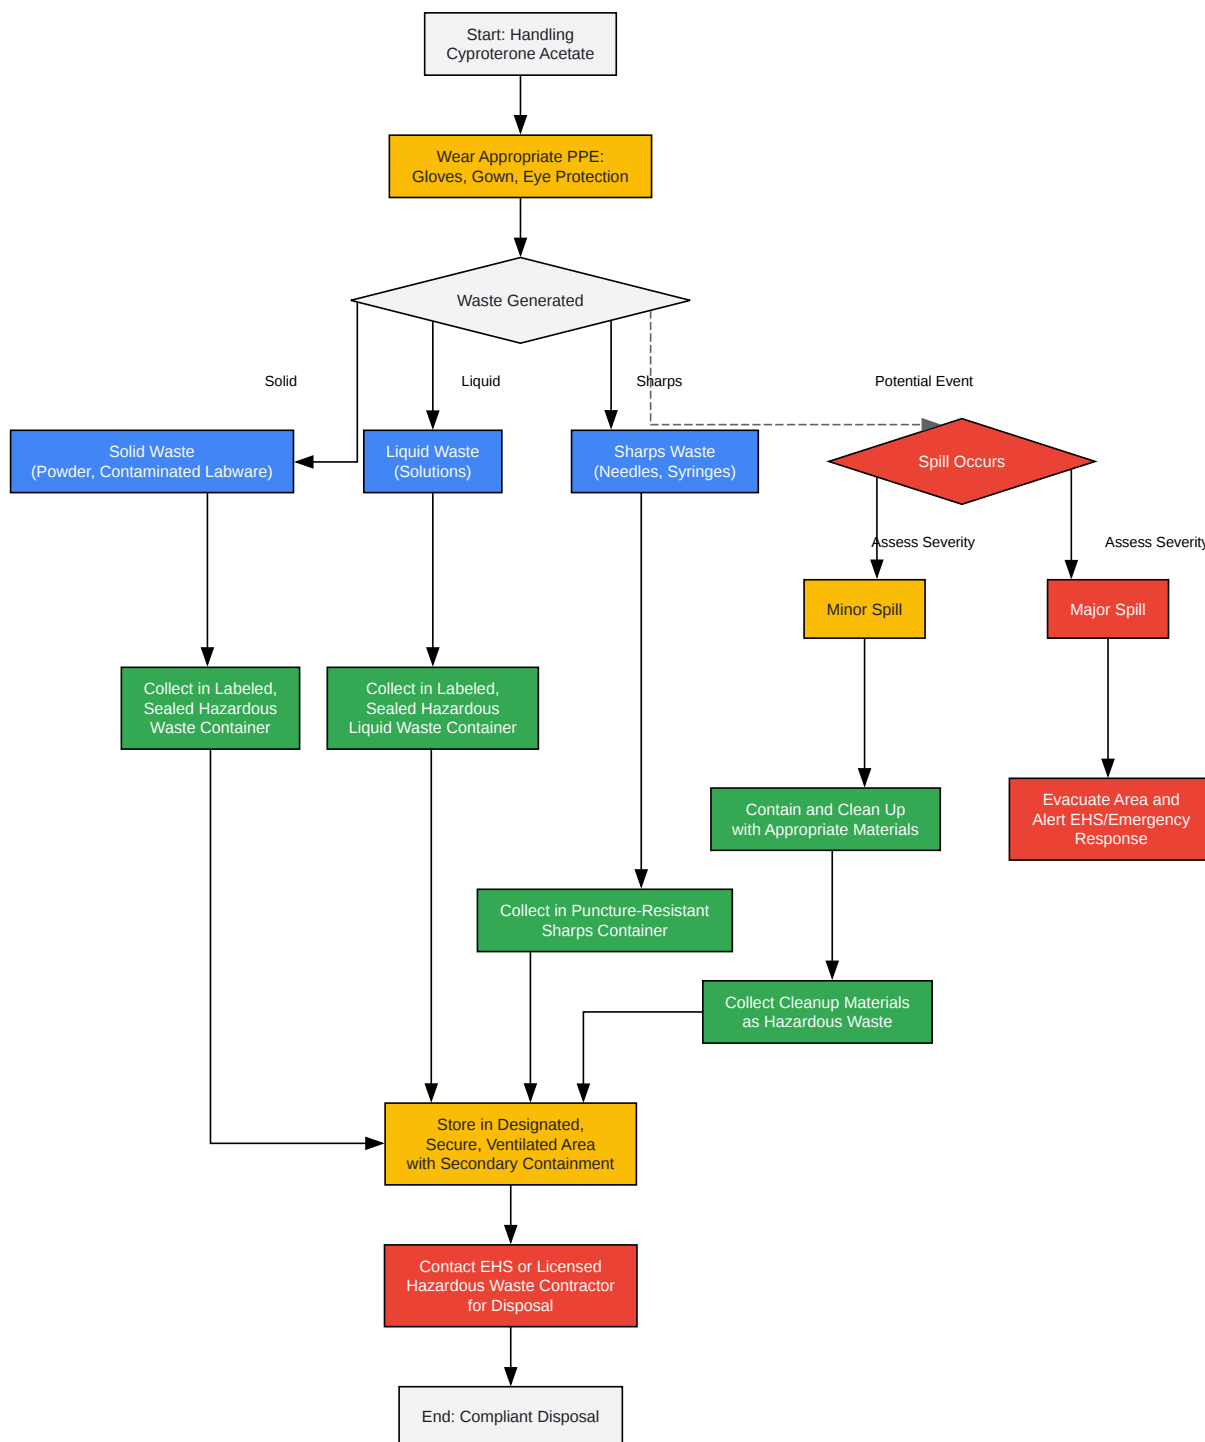 Start: Handling
Cyproterone Acetate
Wear Appropriate PPE:
Gloves, Gown, Eye Protection
Waste Generated
Solid
Liquid
Sharps
Potential Event
Solid Waste
(Powder, Contaminated Labware)
Liquid Waste
(Solutions)
Sharps Waste
(Needles, Syringes)
Spill Occurs
Assess Severity
Assess Severity
Minor Spill
Major Spill
Collect in Labeled,
Sealed Hazardous
Waste Container
Collect in Labeled,
Sealed Hazardous
Liquid Waste Container
Contain and Clean Up
with Appropriate Materials
Evacuate Area and
Alert EHS/Emergency
Response
Collect in Puncture-Resistant
Sharps Container
Collect Cleanup Materials
as Hazardous Waste
Store in Designated,
Secure, Ventilated Area
with Secondary Containment
Contact EHS or Licensed
Hazardous Waste Contractor
for Disposal
End: Compliant Disposal